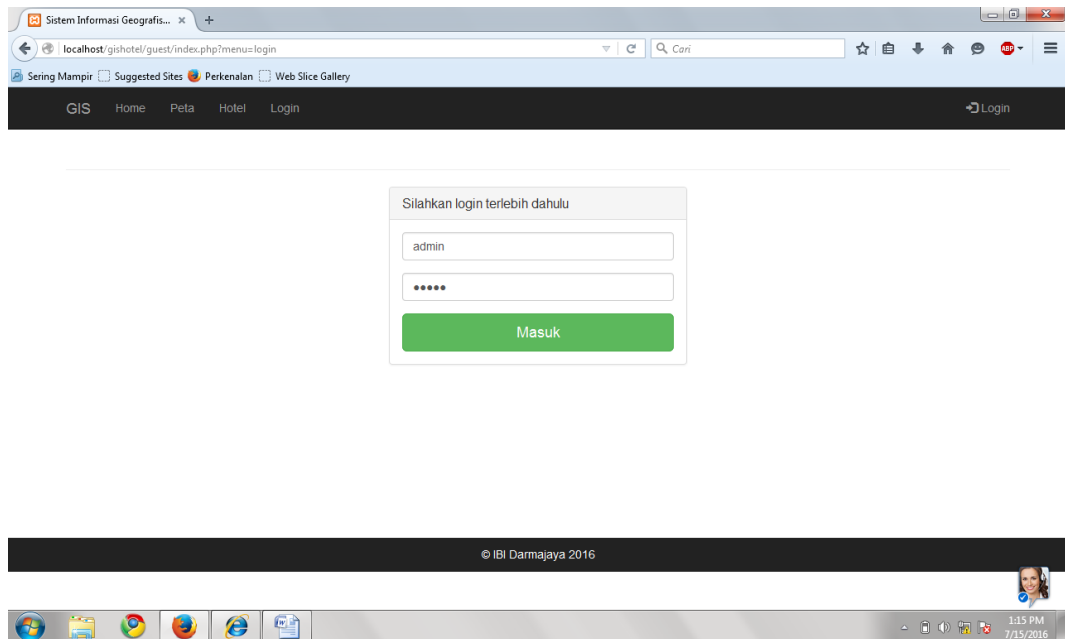 Sistem Informasi Geografis... × +
localhost/gishotel/guest/index.php?menu=login
Cari
ABP
Sering Mampir Suggested Sites Perkenalan Web Slice Gallery
GIS Home Peta Hotel Login
Login
Silahkan login terlebih dahulu
admin
•••••
Masuk
© IBI Darmajaya 2016
1:15 PM
7/15/2016